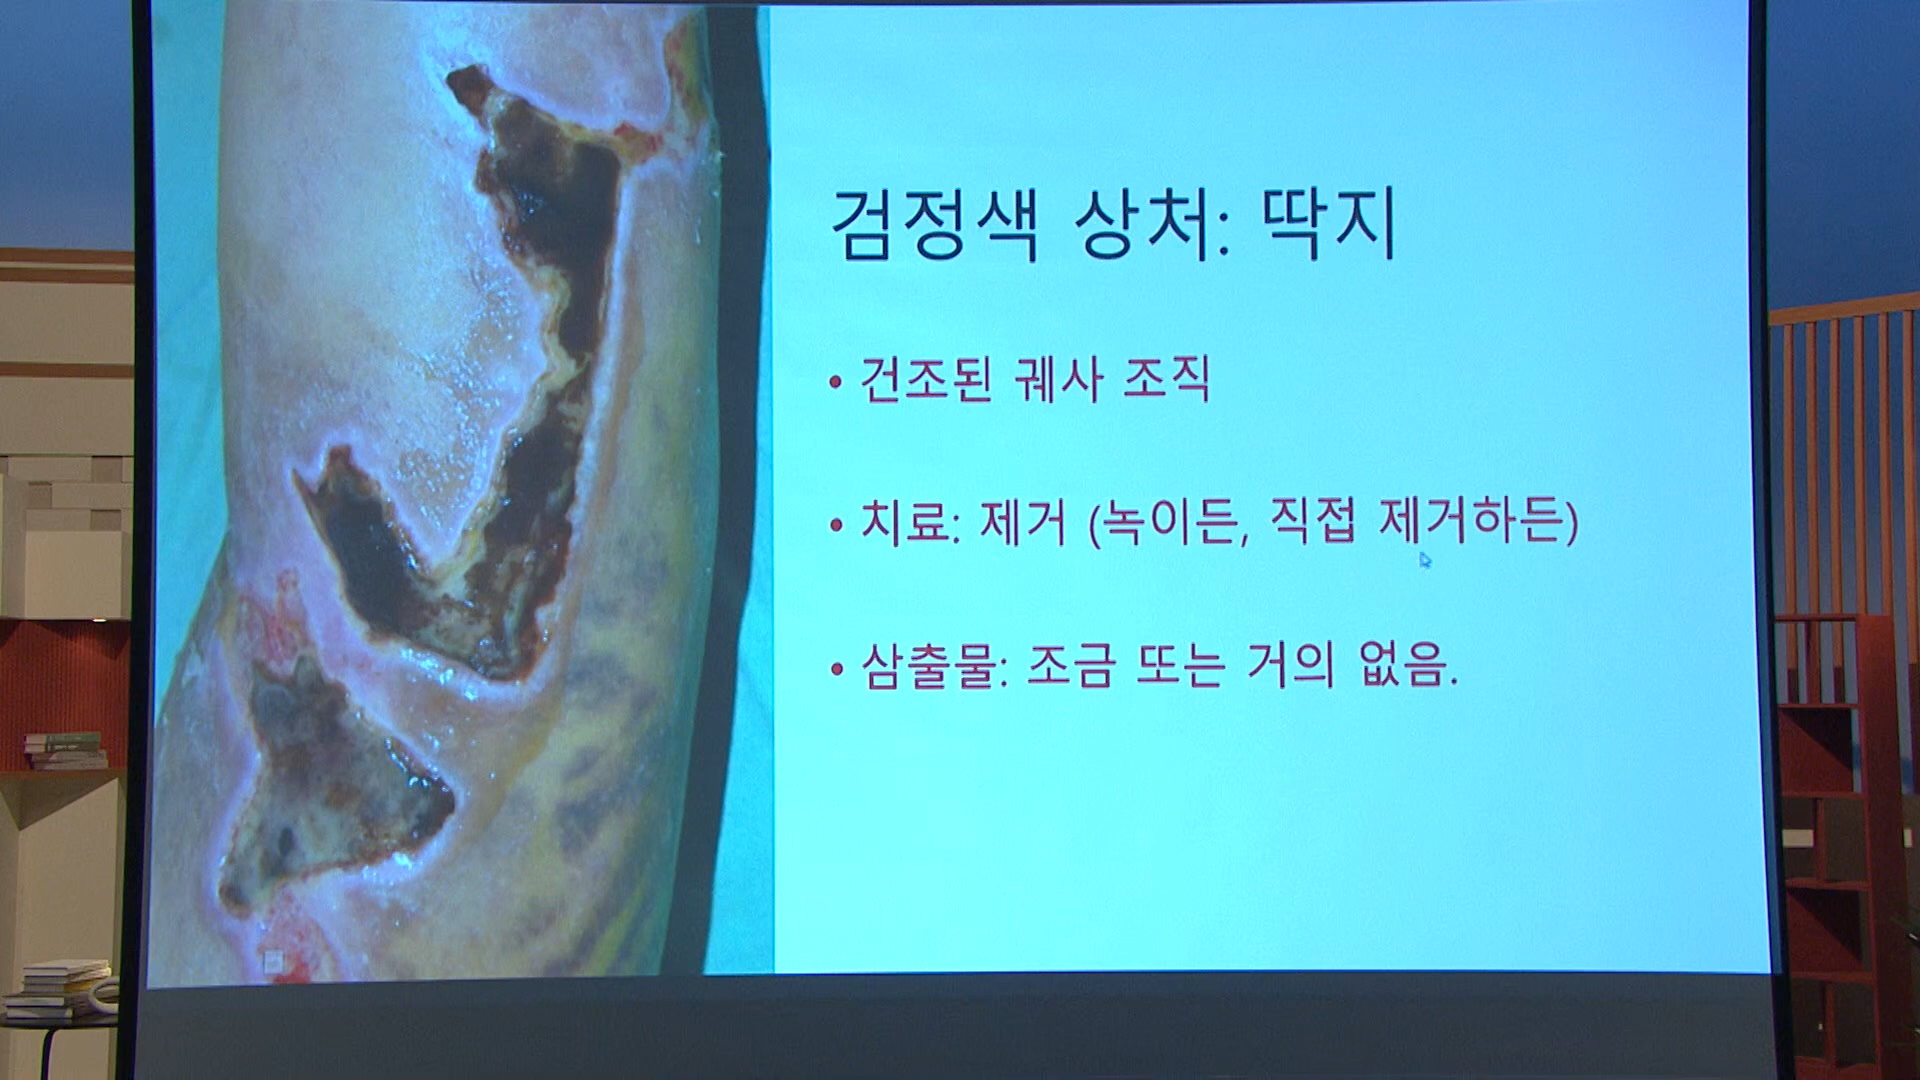 검정색 상처: 딱지
• 건조된 궤사 조직
• 치료: 제거 (녹이든, 직접 제거하든)
• 삼출물: 조금 또는 거의 없음.